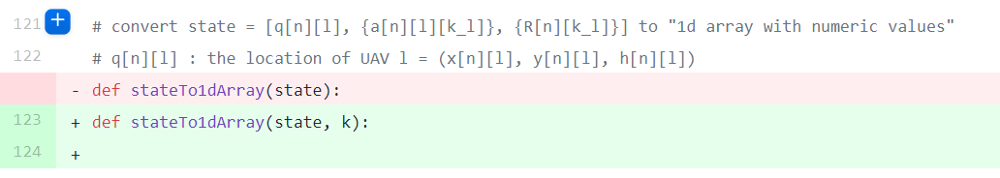 121 # convert state = [q[n][l], {a[n][l][k_l]}, {R[n][k_l]}] to "1d array with numeric values"
122 # q[n][l] : the location of UAV l = (x[n][l], y[n][l], h[n][l])
- def stateTo1dArray(state):
123 + def stateTo1dArray(state, k):
124 +